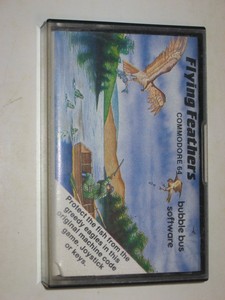 Flying Feathers
COMMODORE 64
bubble bus
software
Protect the fish from the
greedy eagles in this
original machine code
game. Joystick
or keys.